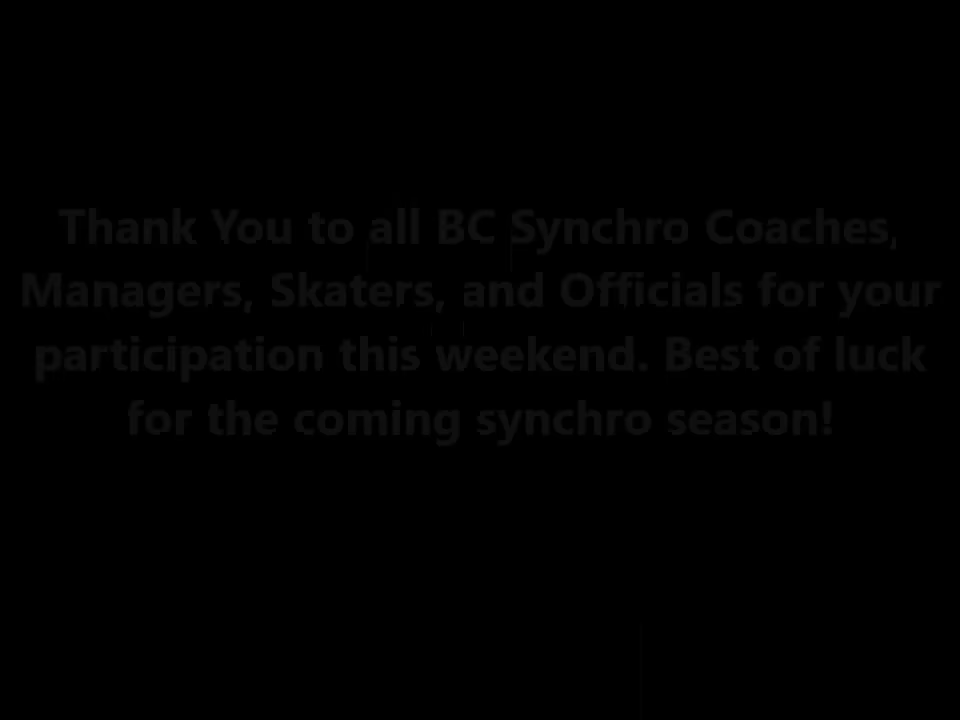 Thank You to all BC Synchro Coaches,
Managers, Skaters, and Officials for your
participation this weekend. Best of luck
for the coming synchro season!